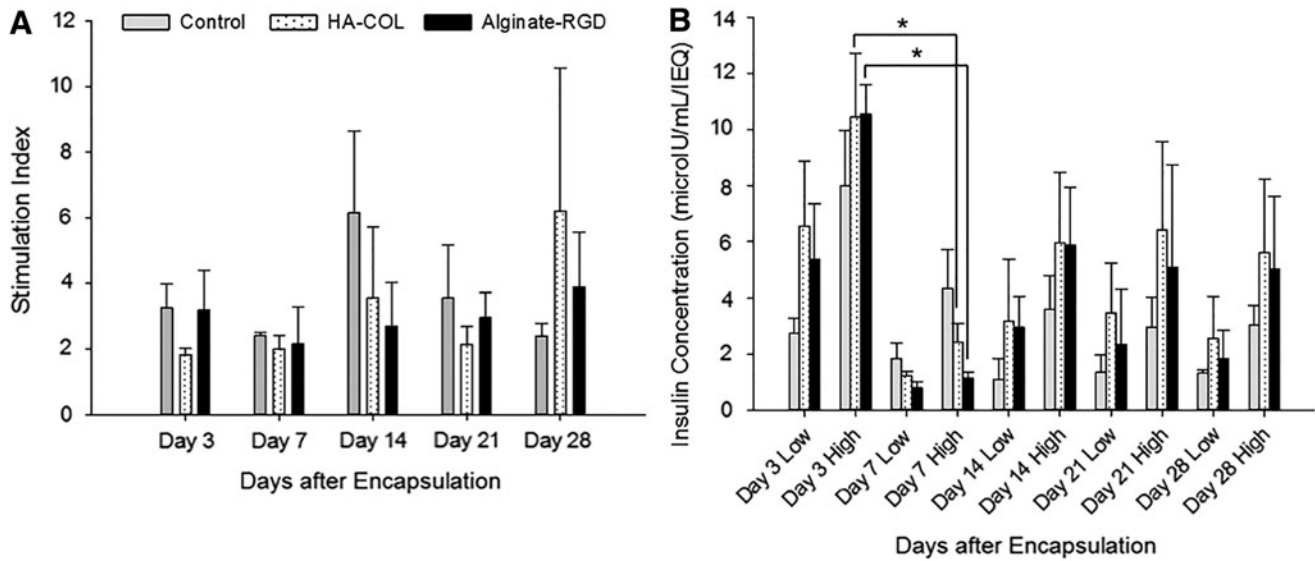 A
Control HA-COL Alginate-RGD
Stimulation Index
12
10
8
6
4
2
0
Day 3 Day 7 Day 14 Day 21 Day 28
Days after Encapsulation
B
Insulin Concentration (microIU/mL/IEQ)
14
12
10
8
6
4
2
0
*
*
Day 3 Low
Day 3 High
Day 7 Low
Day 7 High
Day 14 Low
Day 14 High
Day 21 Low
Day 21 High
Day 28 Low
Day 28 High
Days after Encapsulation